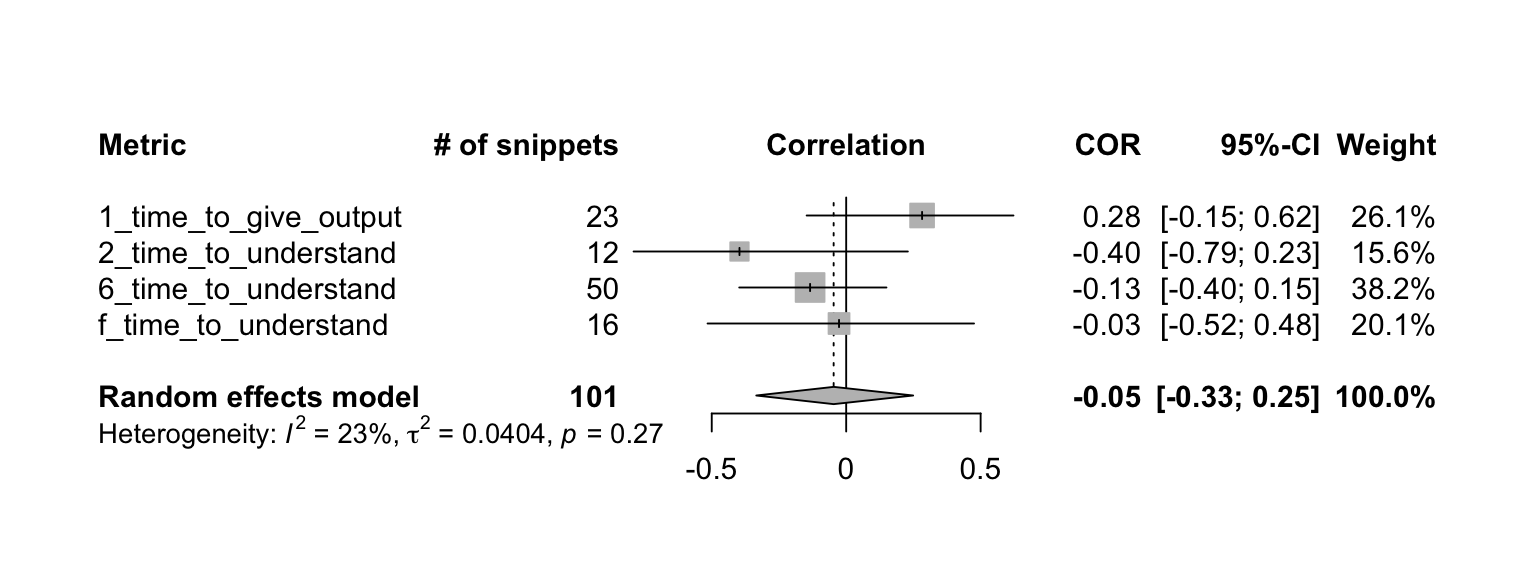 Metric # of snippets Correlation COR 95%-CI Weight
1_time_to_give_output 23 0.28 [-0.15; 0.62] 26.1%
2_time_to_understand 12 -0.40 [-0.79; 0.23] 15.6%
6_time_to_understand 50 -0.13 [-0.40; 0.15] 38.2%
f_time_to_understand 16 -0.03 [-0.52; 0.48] 20.1%
Random effects model 101 -0.05 [-0.33; 0.25] 100.0%
Heterogeneity: I² = 23%, τ² = 0.0404, p = 0.27
-0.5 0 0.5